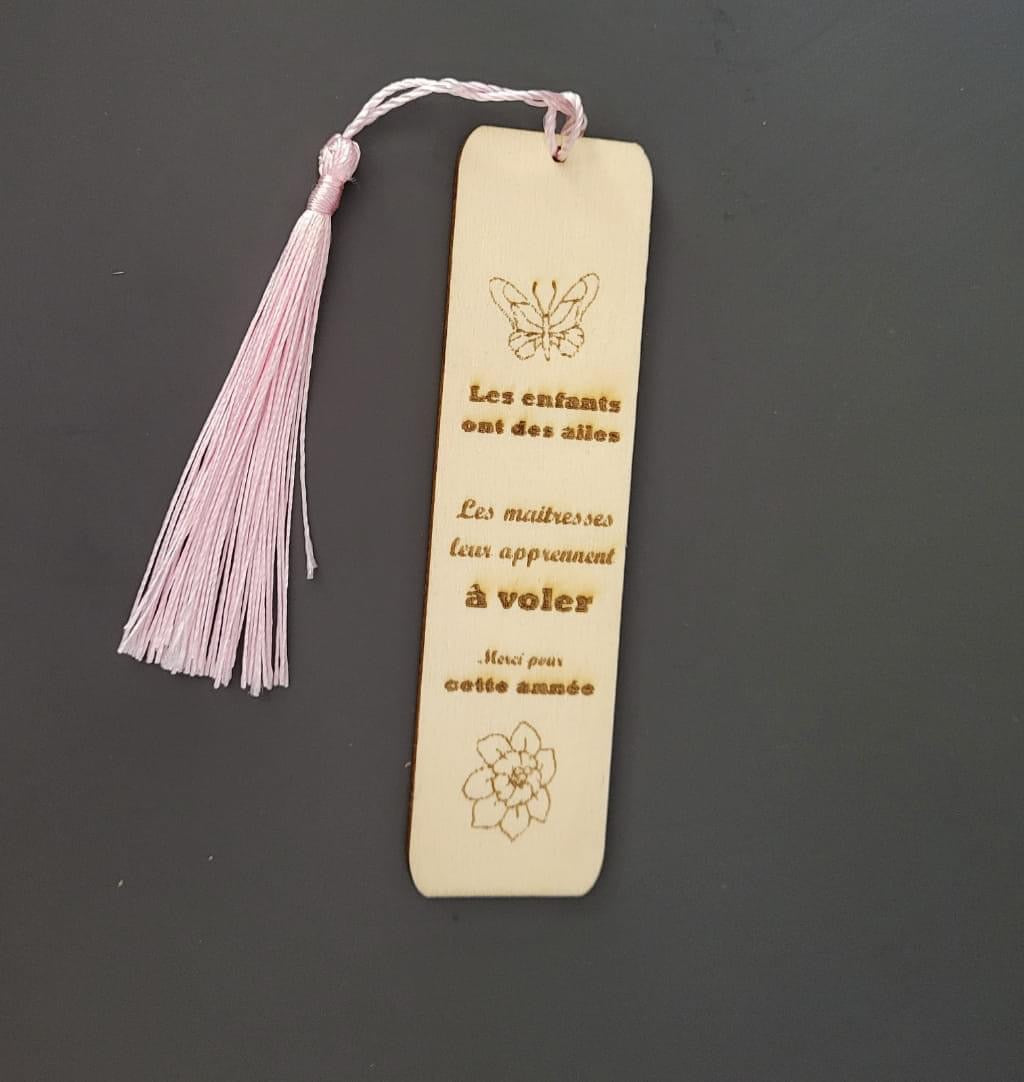 Les enfants
ont des ailes
Les maitresses
leur apprennent
à voler
Merci pour
cette année